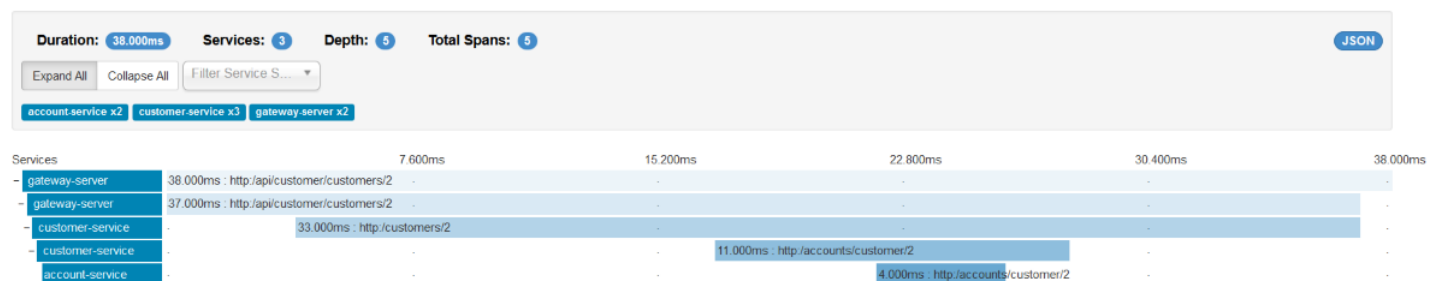 Duration: 38.000ms Services: 3 Depth: 5 Total Spans: 5 JSON
Expand All Collapse All Filter Service S...
account-service x2 customer-service x3 gateway-server x2
Services 7.600ms 15.200ms 22.800ms 30.400ms 38.000ms
- gateway-server 38.000ms : http:/api/customer/customers/2
- gateway-server 37.000ms : http:/api/customer/customers/2
- customer-service 33.000ms : http:/customers/2
- customer-service 11.000ms : http:/accounts/customer/2
account-service 4.000ms : http:/accounts/customer/2